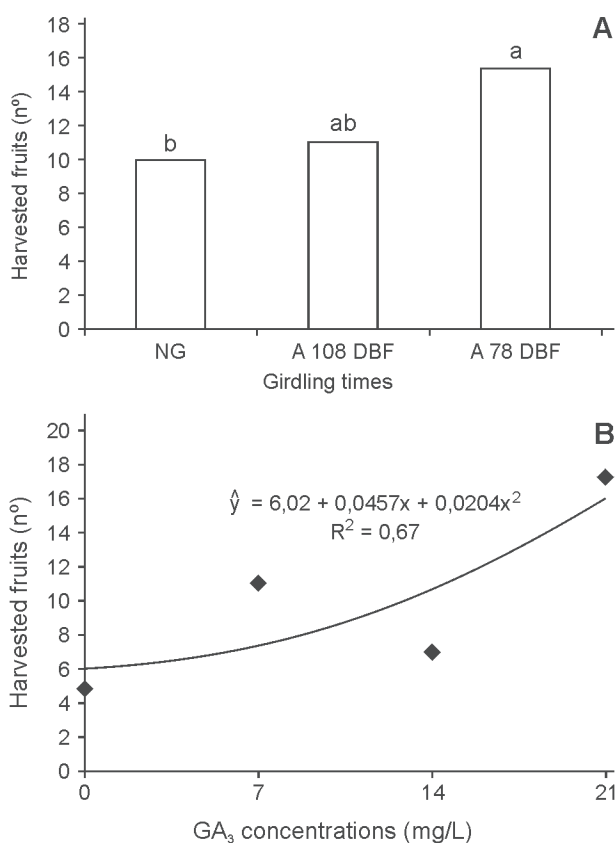 A
18
16
14
12
10
8
6
4
2
0
Harvested fruits (nº)
b
ab
a
NG A 108 DBF A 78 DBF
Girdling times
B
20
18
16
14
12
10
8
6
4
2
0
Harvested fruits (nº)
ŷ = 6,02 + 0,0457x + 0,0204x²
R² = 0,67
0 7 14 21
GA₃ concentrations (mg/L)